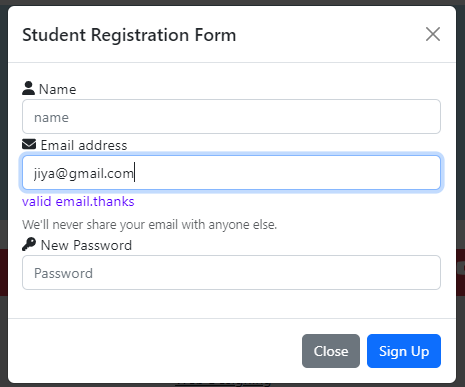 Student Registration Form
Name
name
Email address
jiya@gmail.com
valid email.thanks
We'll never share your email with anyone else.
New Password
Password
Close Sign Up